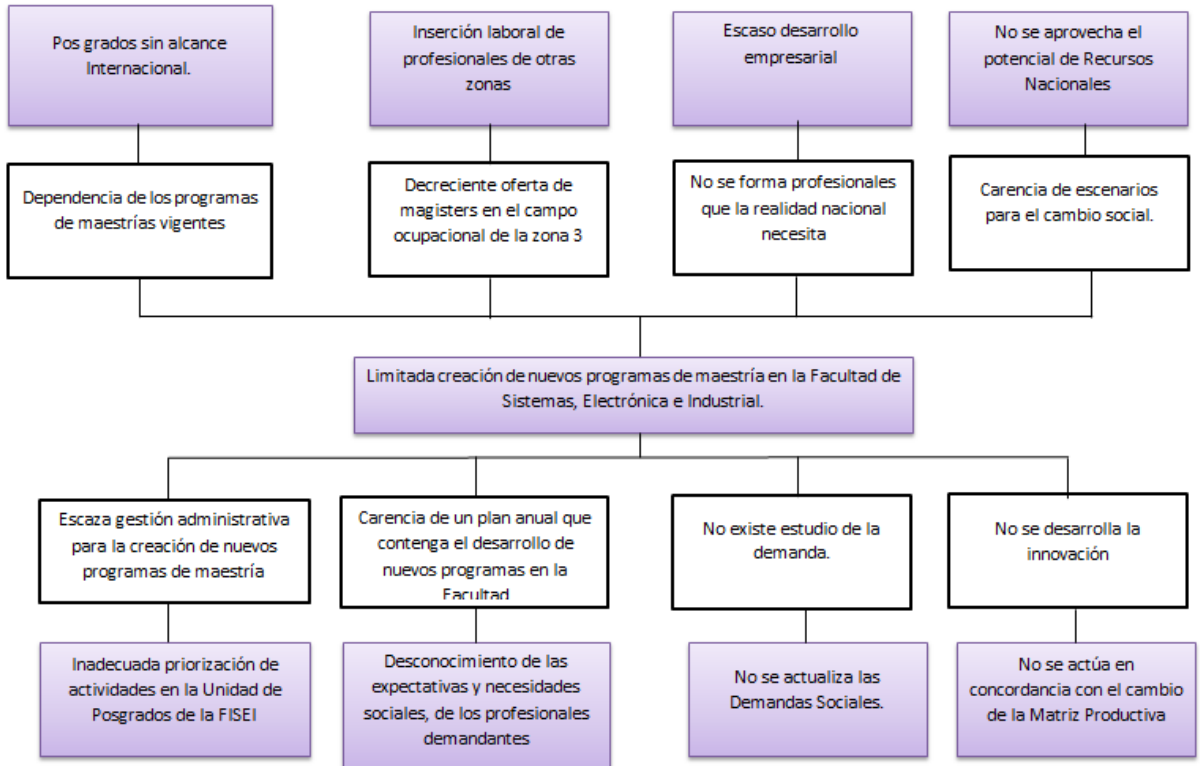 Pos grados sin alcance
Internacional.
Inserción laboral de
profesionales de otras
zonas
Escaso desarrollo
empresarial
No se aprovecha el
potencial de Recursos
Nacionales
Dependencia de los programas
de maestrías vigentes
Decreciente oferta de
magisters en el campo
ocupacional de la zona 3
No se forma profesionales
que la realidad nacional
necesita
Carencia de escenarios
para el cambio social.
Limitada creación de nuevos programas de maestría en la Facultad de
Sistemas, Electrónica e Industrial.
Escaza gestión administrativa
para la creación de nuevos
programas de maestría
Carencia de un plan anual que
contenga el desarrollo de
nuevos programas en la
Facultad
No existe estudio de la
demanda.
No se desarrolla la
innovación
Inadecuada priorización de
actividades en la Unidad de
Posgrados de la FISEI
Desconocimiento de las
expectativas y necesidades
sociales, de los profesionales
demandantes
No se actualiza las
Demandas Sociales.
No se actúa en
concordancia con el cambio
de la Matriz Productiva